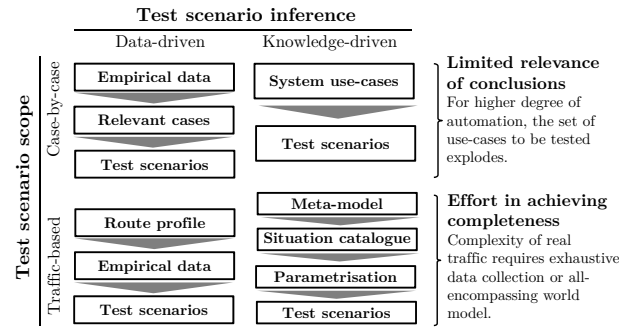 Test scenario inference
Data-driven
Knowledge-driven
Test scenario scope
Case-by-case
Empirical data
Relevant cases
Test scenarios
System use-cases
Test scenarios
Limited relevance
of conclusions
For higher degree of
automation, the set of
use-cases to be tested
explodes.
Traffic-based
Route profile
Empirical data
Test scenarios
Meta-model
Situation catalogue
Parametrisation
Test scenarios
Effort in achieving
completeness
Complexity of real
traffic requires exhaustive
data collection or all-
encompassing world
model.